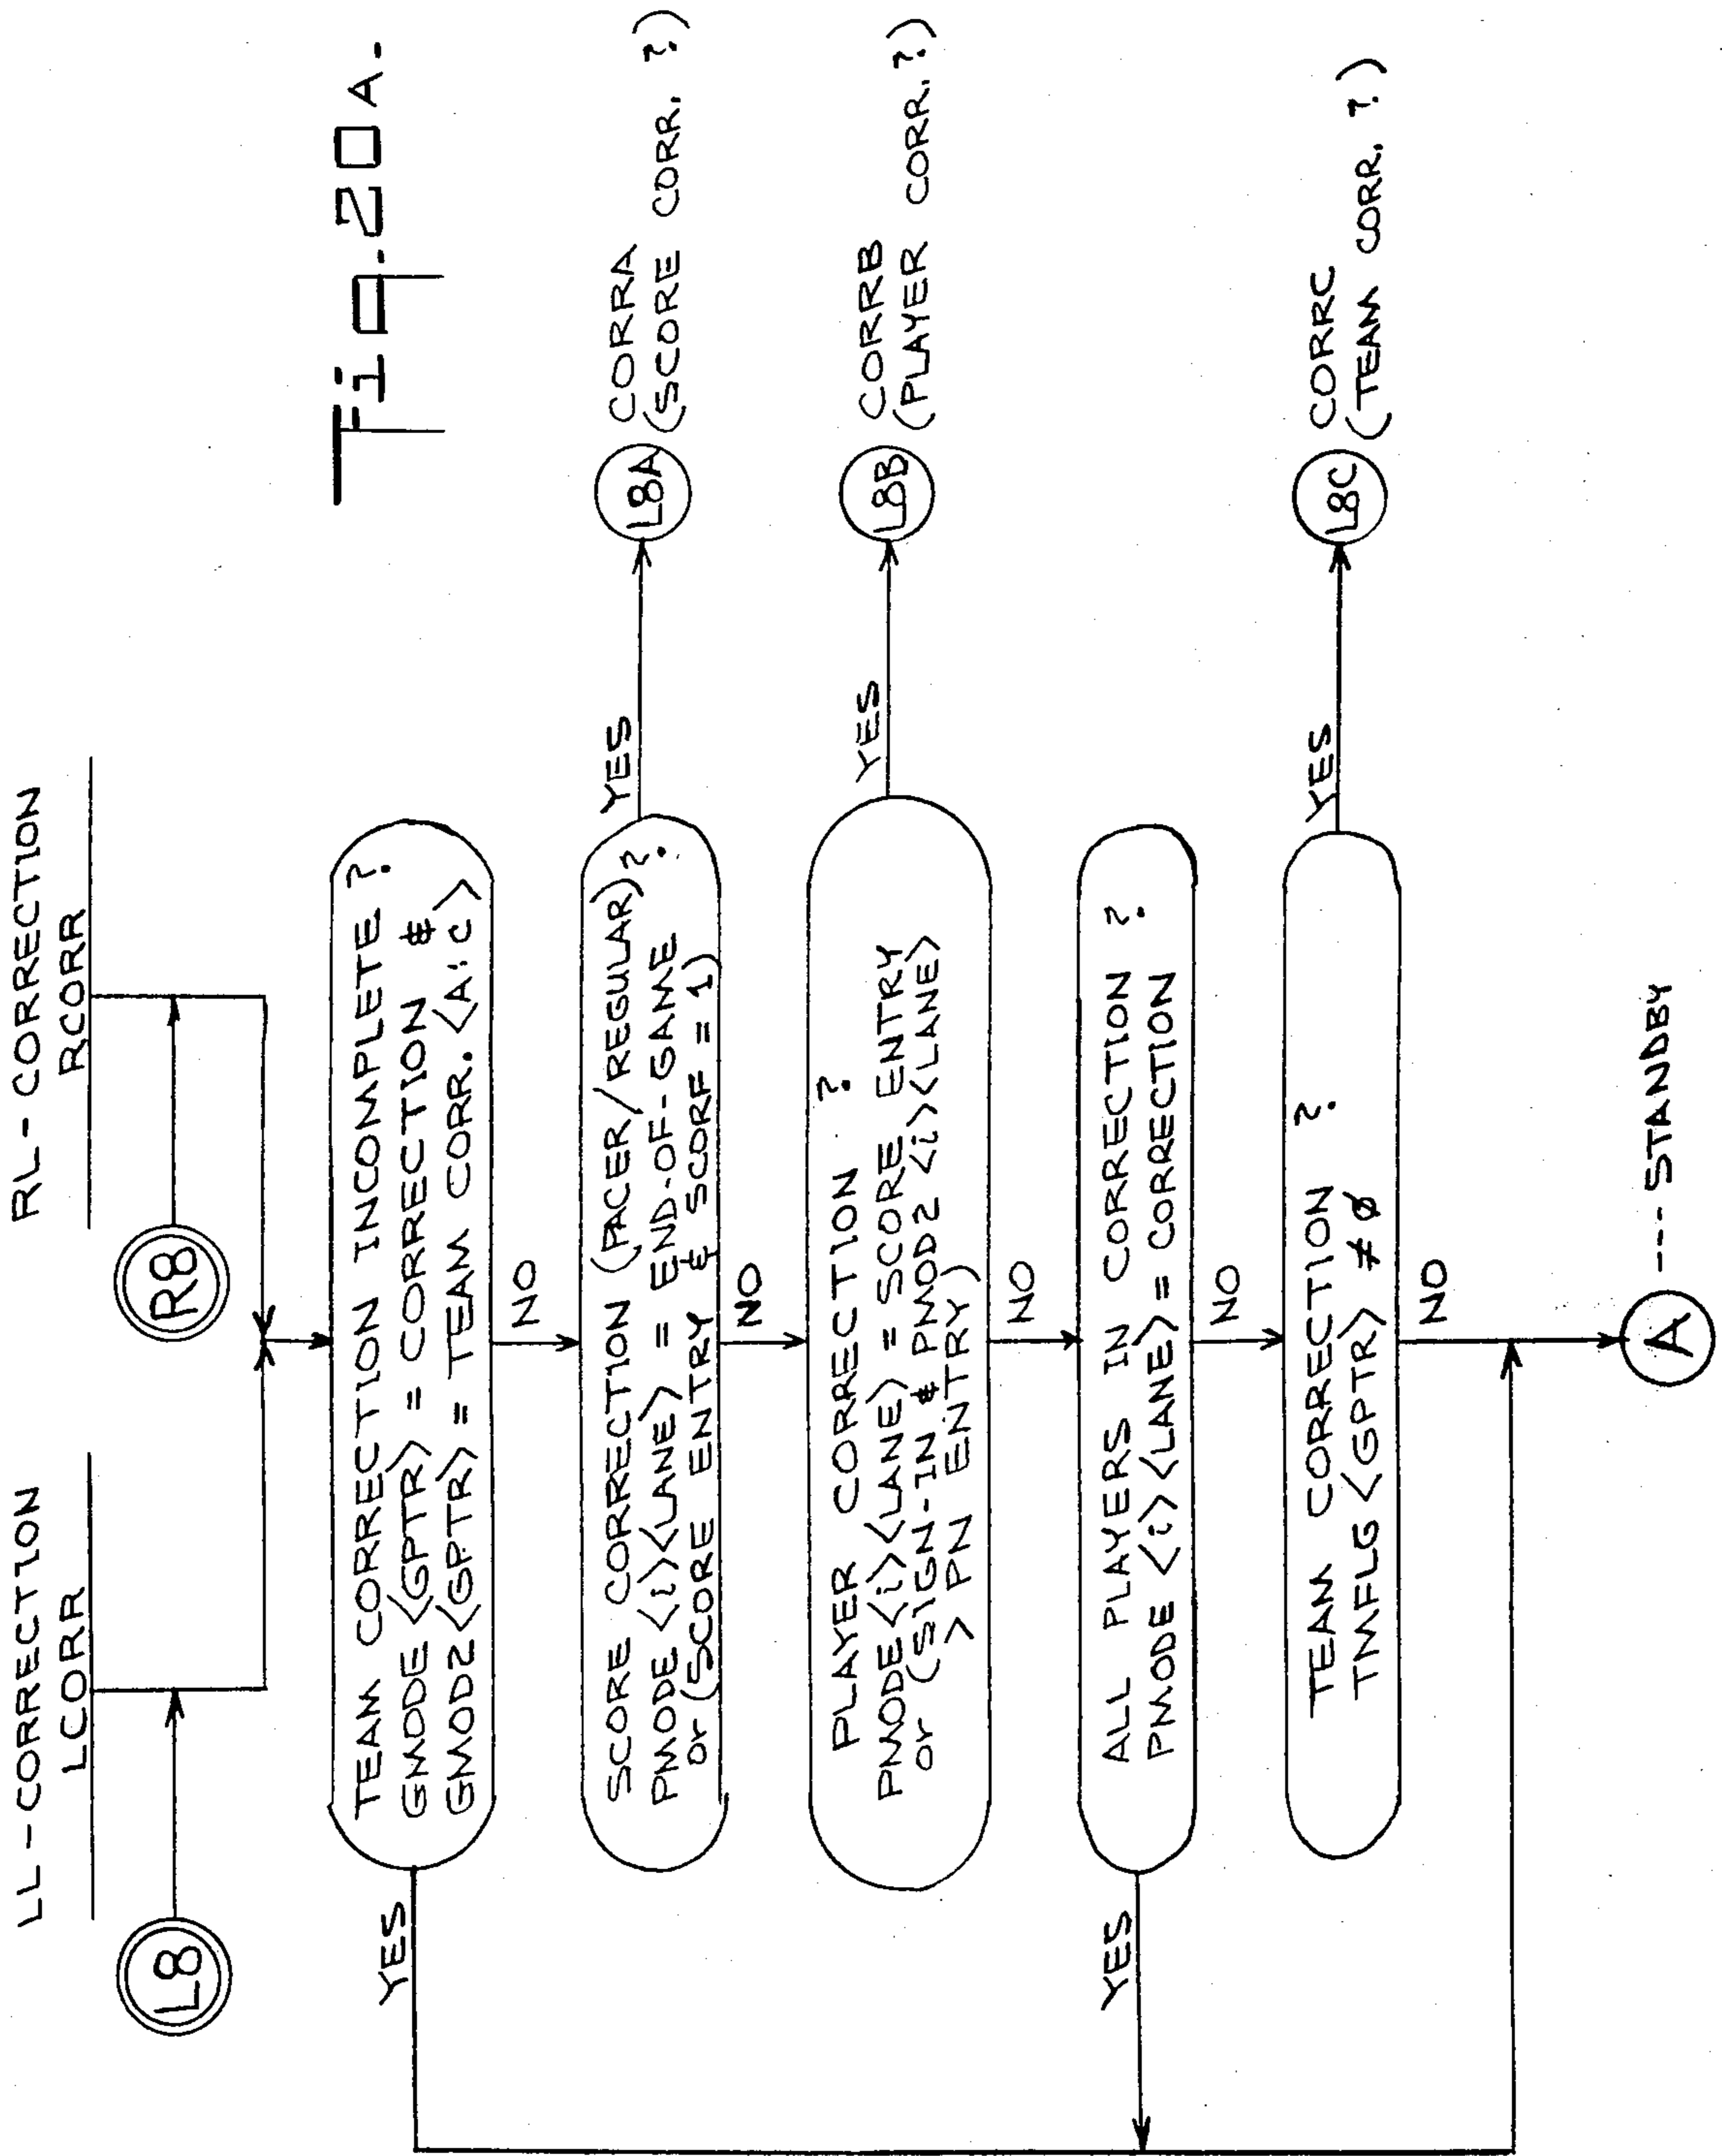 Fig. 20A.
LL-CORRECTION
LCORR
L8
RL-CORRECTION
RCORR
R8
TEAM CORRECTION INCOMPLETE ?
GMODE <GPTR> = CORRECTION &
GMOD2 <GPTR> = TEAM CORR. <A:C>
YES
NO
SCORE CORRECTION (PACER/REGULAR) ?
PMODE <i><LANE> = END-OF-GAME
or (SCORE ENTRY & SCORF = 1)
YES
L8A
CORRA
(SCORE CORR. ?)
NO
PLAYER CORRECTION ?
PMODE <i><LANE> = SCORE ENTRY
or (SIGN-IN & PMOD2 <i><LANE>
> PN ENTRY)
YES
L8B
CORRB
(PLAYER CORR. ?)
NO
ALL PLAYERS IN CORRECTION ?
PMODE <i><LANE> = CORRECTION
YES
NO
TEAM CORRECTION ?
TMFLG <GPTR> ≠ Ø
YES
L8C
CORRC
(TEAM CORR. ?)
NO
A --- STANDBY